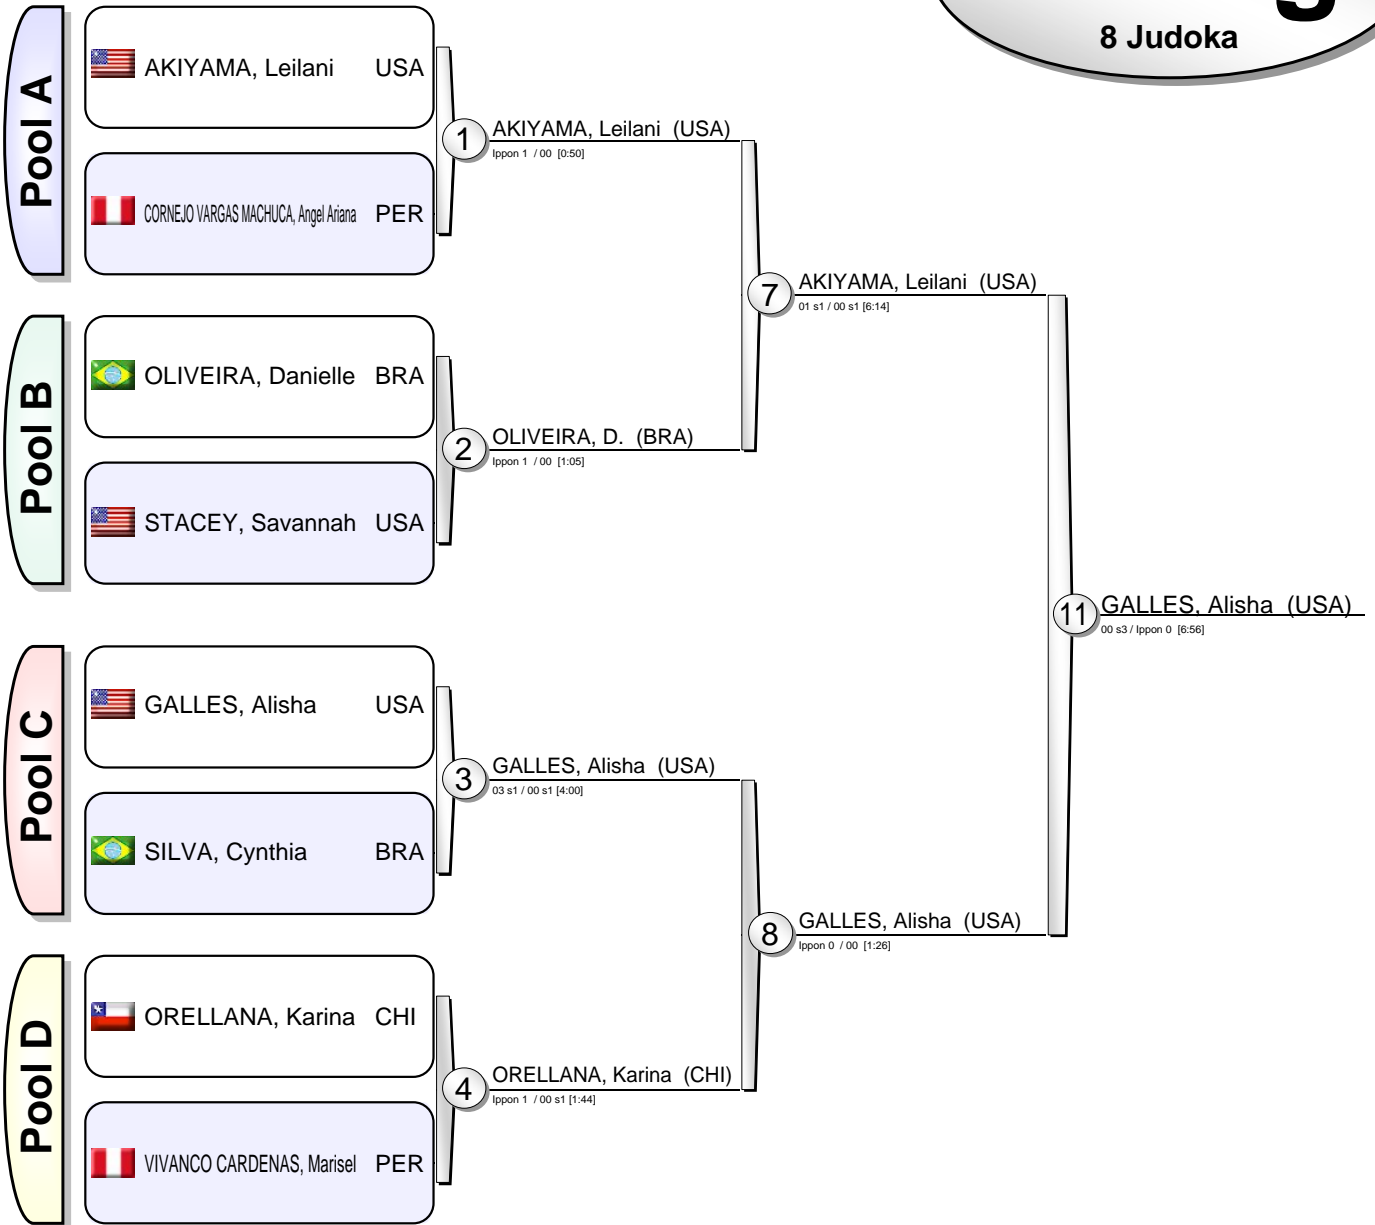 8 Judoka
Pool A
AKIYAMA, Leilani USA
CORNEJO VARGAS MACHUCA, Angel Ariana PER
1 AKIYAMA, Leilani (USA)
Ippon 1 / 00 [0:50]
7 AKIYAMA, Leilani (USA)
01 s1 / 00 s1 [6:14]
Pool B
OLIVEIRA, Danielle BRA
STACEY, Savannah USA
2 OLIVEIRA, D. (BRA)
Ippon 1 / 00 [1:05]
11 GALLES, Alisha (USA)
00 s3 / Ippon 0 [6:56]
Pool C
GALLES, Alisha USA
SILVA, Cynthia BRA
3 GALLES, Alisha (USA)
03 s1 / 00 s1 [4:00]
8 GALLES, Alisha (USA)
Ippon 0 / 00 [1:26]
Pool D
ORELLANA, Karina CHI
VIVANCO CARDENAS, Marisel PER
4 ORELLANA, Karina (CHI)
Ippon 1 / 00 s1 [1:44]